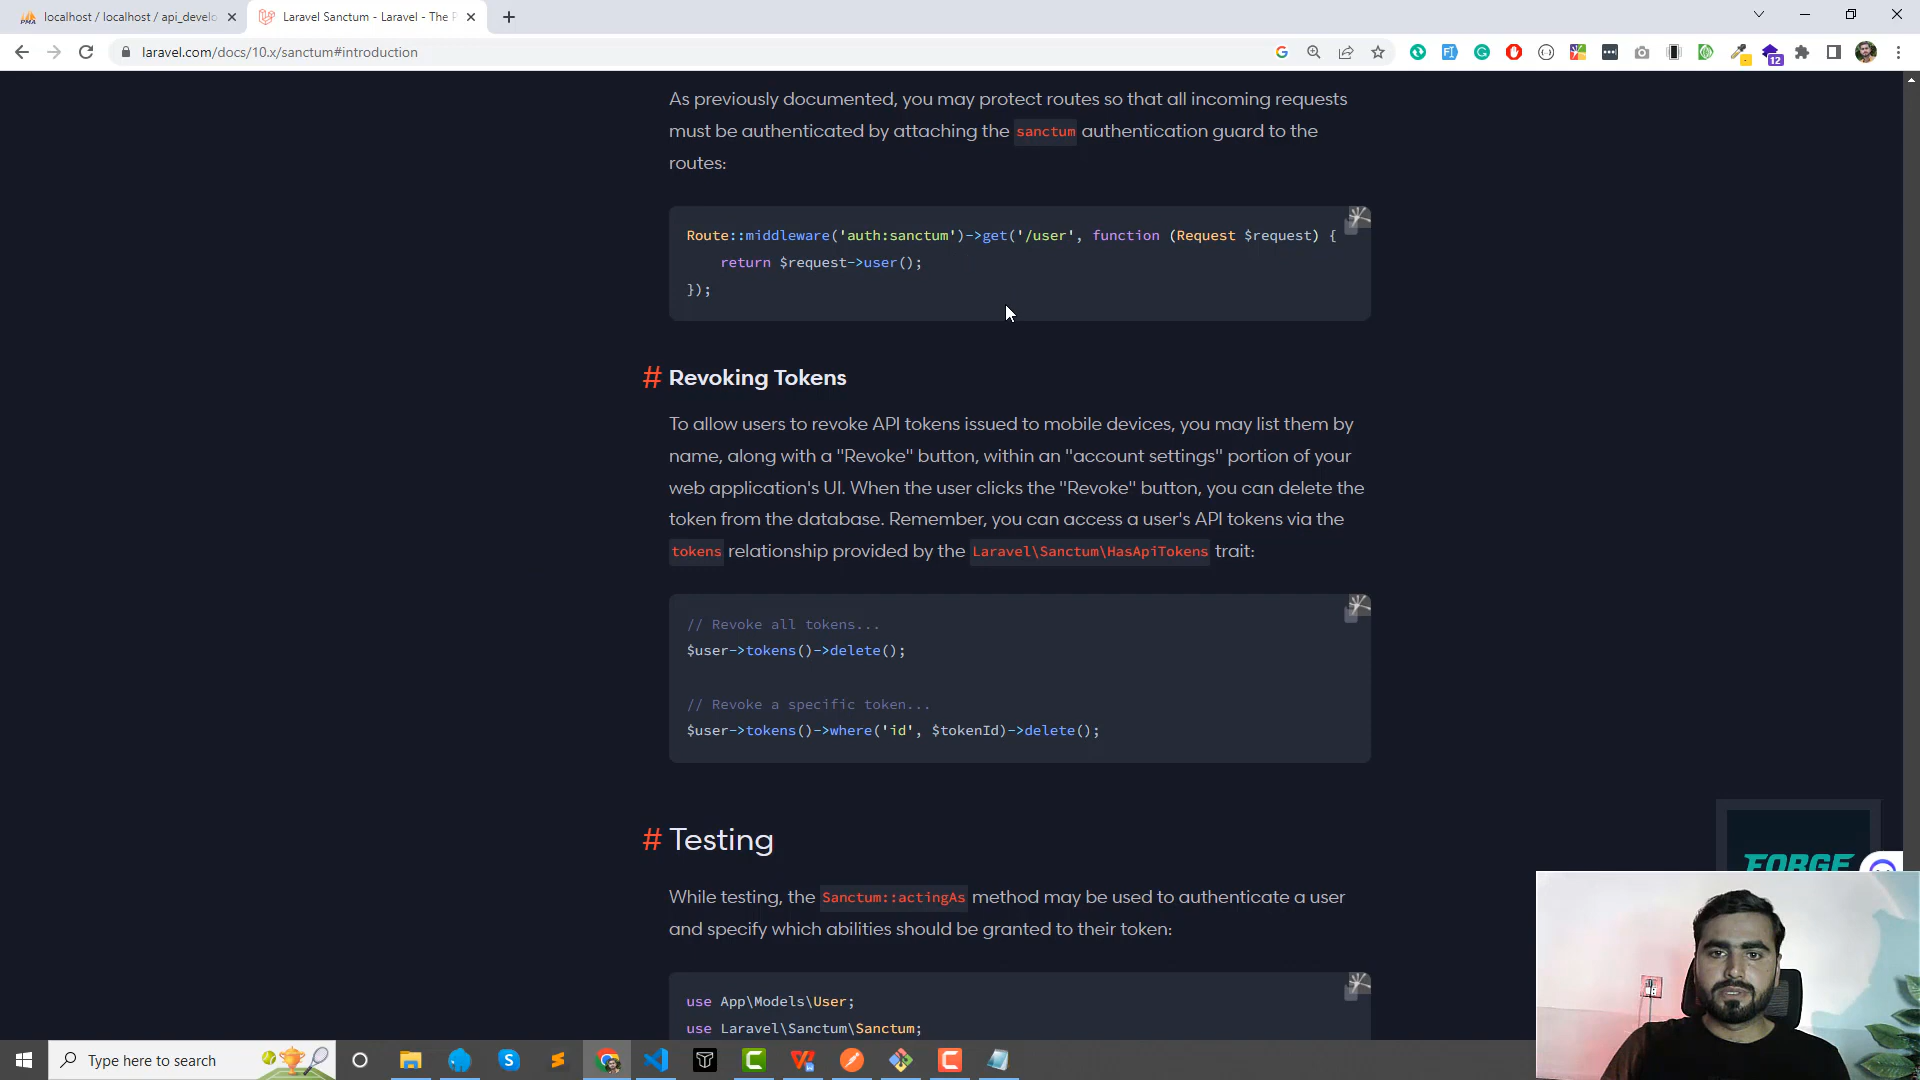 localhost / localhost / api_develo
Laravel Sanctum - Laravel - The P
laravel.com/docs/10.x/sanctum#introduction
12
As previously documented, you may protect routes so that all incoming requests
must be authenticated by attaching the sanctum authentication guard to the
routes:
Route::middleware('auth:sanctum')->get('/user', function (Request $request) {
return $request->user();
});
# Revoking Tokens
To allow users to revoke API tokens issued to mobile devices, you may list them by
name, along with a "Revoke" button, within an "account settings" portion of your
web application's UI. When the user clicks the "Revoke" button, you can delete the
token from the database. Remember, you can access a user's API tokens via the
tokens relationship provided by the Laravel\Sanctum\HasApiTokens trait:
// Revoke all tokens...
$user->tokens()->delete();
// Revoke a specific token...
$user->tokens()->where('id', $tokenId)->delete();
# Testing
While testing, the Sanctum::actingAs method may be used to authenticate a user
and specify which abilities should be granted to their token:
use App\Models\User;
use Laravel\Sanctum\Sanctum;
FORGE
Type here to search